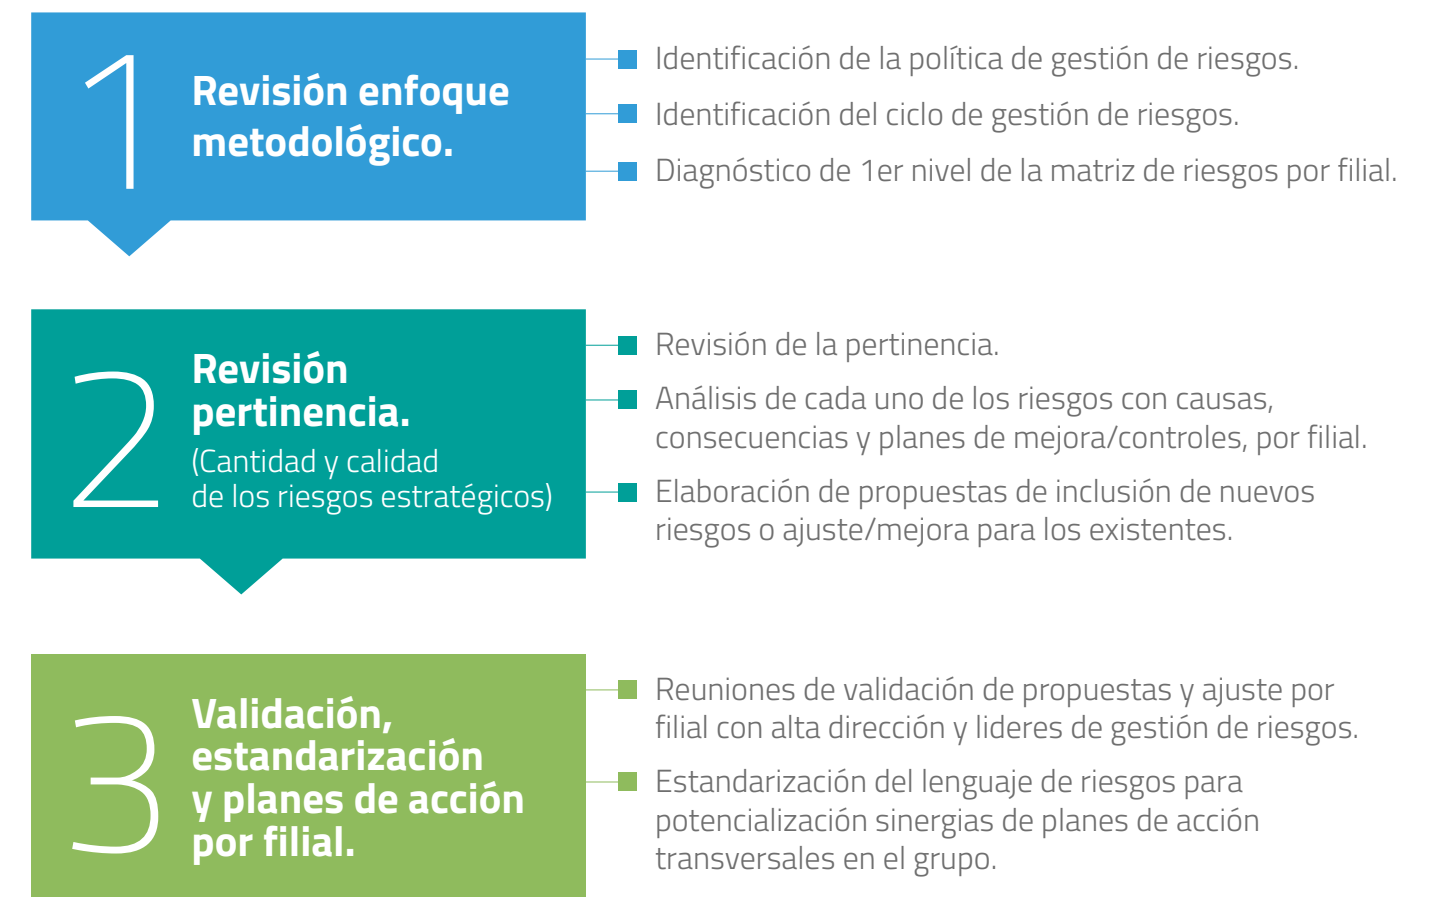 1
Revisión enfoque
metodológico.
Identificación de la política de gestión de riesgos.
Identificación del ciclo de gestión de riesgos.
Diagnóstico de 1er nivel de la matriz de riesgos por filial.
2
Revisión
pertinencia.
(Cantidad y calidad
de los riesgos estratégicos)
Revisión de la pertinencia.
Análisis de cada uno de los riesgos con causas,
consecuencias y planes de mejora/controles, por filial.
Elaboración de propuestas de inclusión de nuevos
riesgos o ajuste/mejora para los existentes.
3
Validación,
estandarización
y planes de acción
por filial.
Reuniones de validación de propuestas y ajuste por
filial con alta dirección y lideres de gestión de riesgos.
Estandarización del lenguaje de riesgos para
potencialización sinergias de planes de acción
transversales en el grupo.